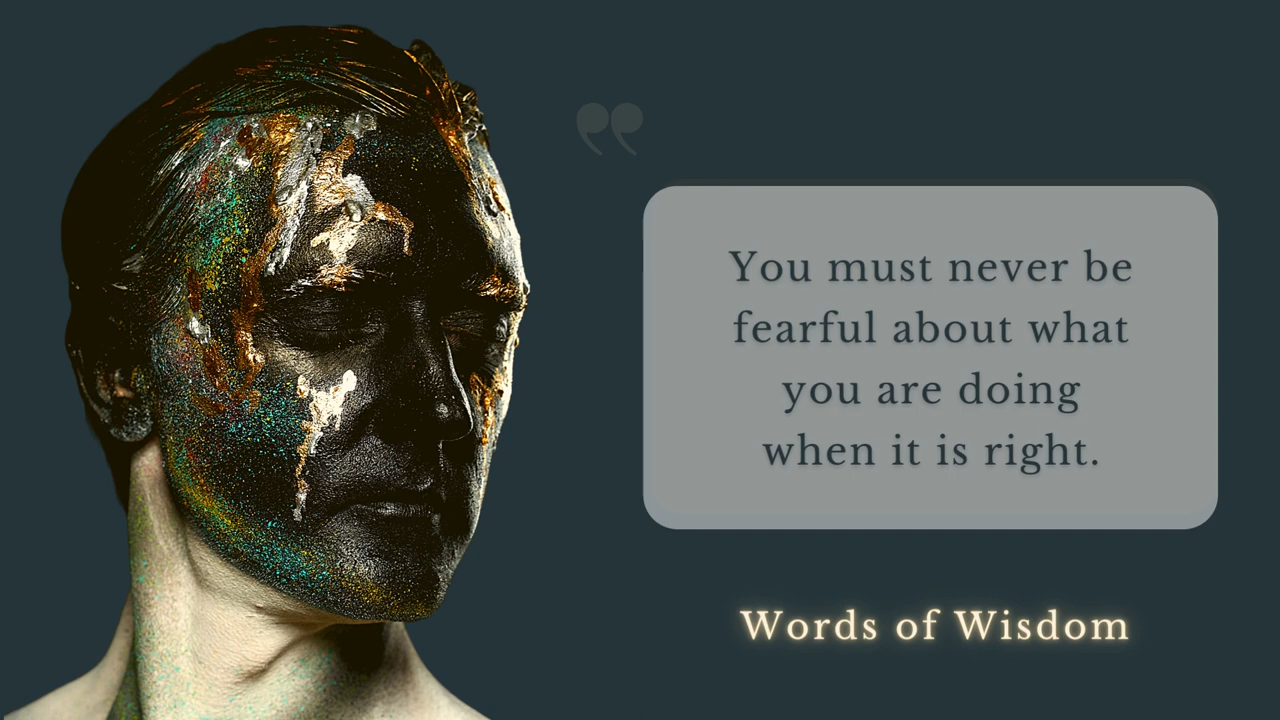 ”
You must never be
fearful about what
you are doing
when it is right.
Words of Wisdom